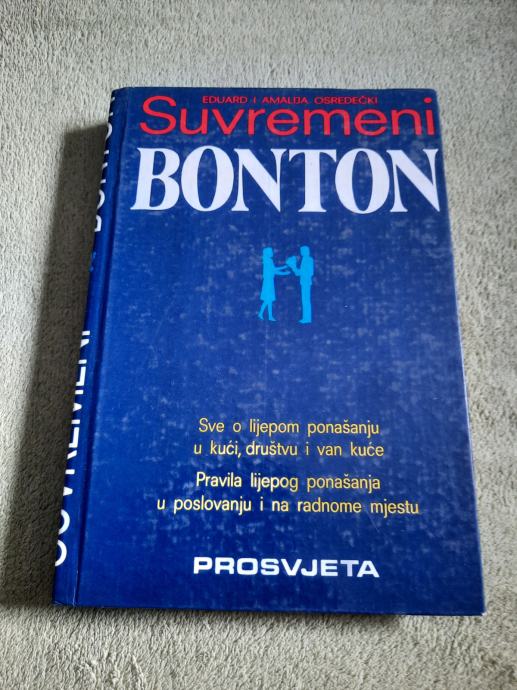 EDUARD I AMALIJA OSREDEČKI
Suvremeni
BONTON
Sve o lijepom ponašanju
u kući, društvu i van kuće
Pravila lijepog ponašanja
u poslovanju i na radnome mjestu
PROSVJETA
SUVREMENI BONTON